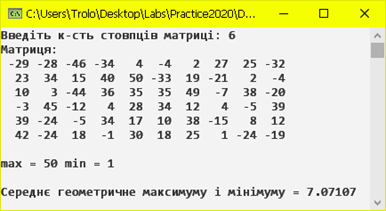 C:\Users\Trolo\Desktop\Labs\Practice2020\D...
Введіть к-сть стовпців матриці: 6
Матриця:
-29 -28 -46 -34 4 -4 2 27 25 -32
23 34 15 40 50 -33 19 -21 2 -4
10 3 -44 36 35 35 49 -7 38 -20
-3 45 -12 4 28 34 12 4 -5 39
39 -24 -5 34 17 10 38 -15 8 12
42 -24 18 -1 30 18 25 1 -24 -19
max = 50 min = 1
Середнє геометричне максимуму і мінімуму = 7.07107